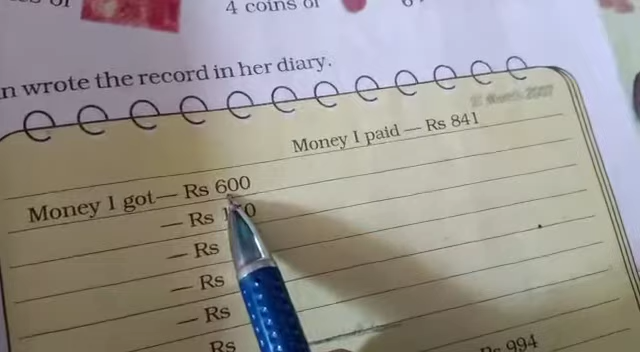 4 coins of
n wrote the record in her diary.
Money I paid — Rs 841
Money I got — Rs 600
— Rs
— Rs
— Rs
— Rs
Rs
Rs 994